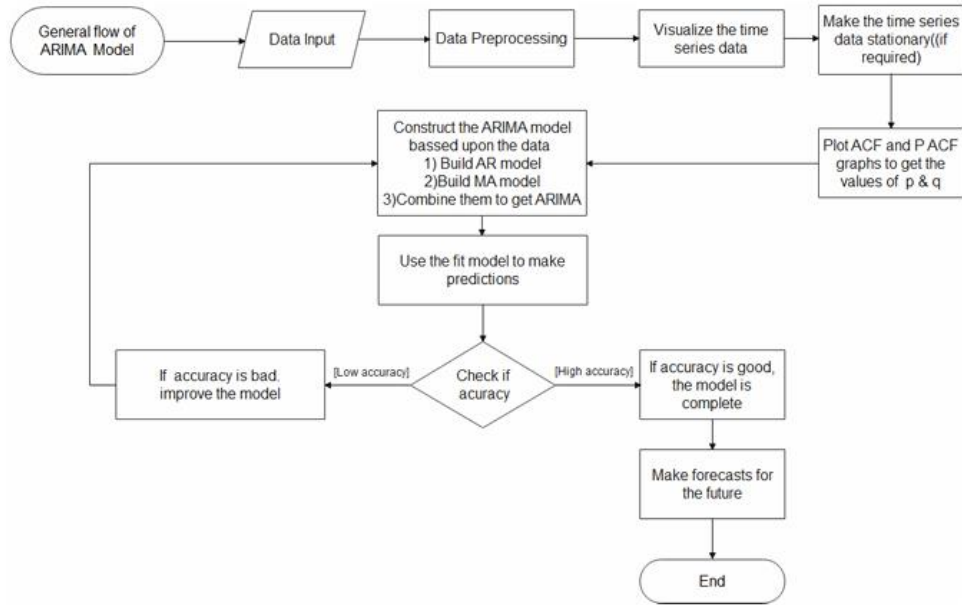 General flow of
ARIMA Model
Data Input
Data Preprocessing
Visualize the time
series data
Make the time series
data stationary((if
required)
Plot ACF and P ACF
graphs to get the
values of p & q
Construct the ARIMA model
bassed upon the data
1) Build AR model
2)Build MA model
3)Combine them to get ARIMA
Use the fit model to make
predictions
Check if
acuracy
[Low accuracy]
If accuracy is bad.
improve the model
[High accuracy]
If accuracy is good,
the model is
complete
Make forecasts for
the future
End